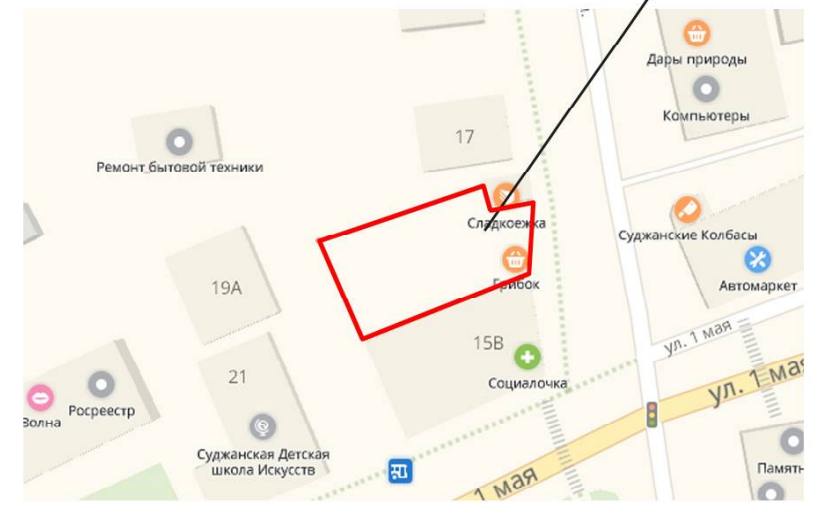 Дары природы
Компьютеры
17
Ремонт бытовой техники
Сладкоежка
Суджанские Колбасы
Грибок
Автомаркет
19А
ул. 1 мая
15В
Социалочка
21
ул. 1 мая
Волна
Росреестр
Суджанская Детская
школа Искусств
1 мая
Памятн